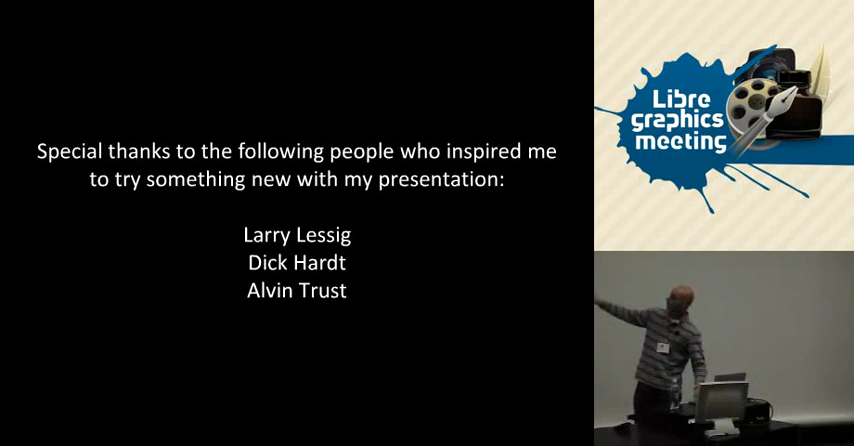 Special thanks to the following people who inspired me
to try something new with my presentation:
Larry Lessig
Dick Hardt
Alvin Trust
Libre
graphics
meeting